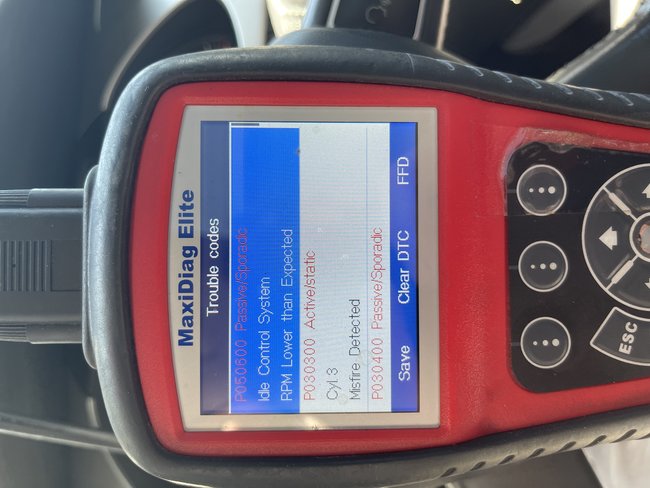 MaxiDiag Elite
Trouble codes
P050600 Passive/Sporadic
Idle Control System
RPM Lower than Expected
P030300 Active/static
Cyl.3
Misfire Detected
P030400 Passive/Sporadic
Save Clear DTC FFD
ESC